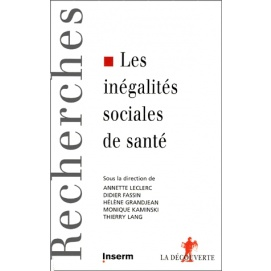 Recherches
Les
inégalités
sociales
de santé
Sous la direction de
ANNETTE LECLERC
DIDIER FASSIN
HÉLÈNE GRANDJEAN
MONIQUE KAMINSKI
THIERRY LANG
Inserm
LA DÉCOUVERTE